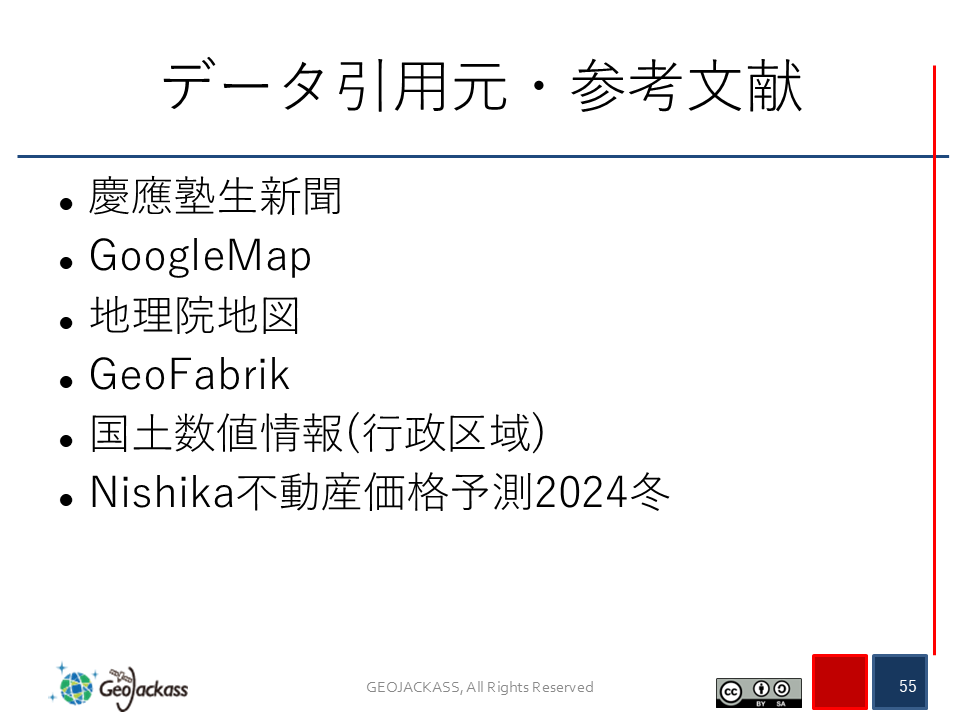 データ引用元・参考文献
慶應塾生新聞
GoogleMap
地理院地図
GeoFabrik
国土数値情報(行政区域)
Nishika不動産価格予測2024冬
GeoJackass
GEOJACKASS, All Rights Reserved
cc BY SA
55